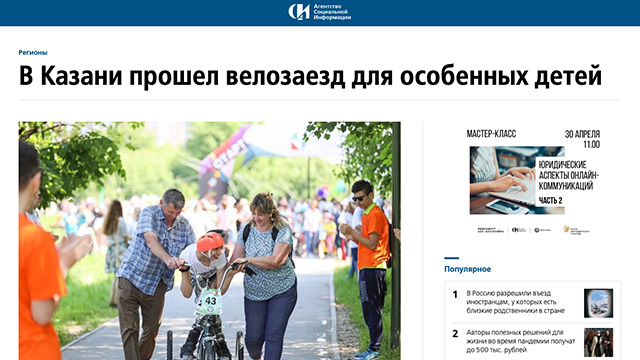 Агентство
Социальной
Информации
Регионы
В Казани прошел велозаезд для особенных детей
СТАРТ
43
МАСТЕР-КЛАСС
30 АПРЕЛЯ
11.00
ЮРИДИЧЕСКИЕ
АСПЕКТЫ ОНЛАЙН-
КОММУНИКАЦИЙ
ЧАСТЬ 2
Популярное
1
В Россию разрешили въезд
иностранцам, у которых есть
близкие родственники в стране
2
Авторы полезных решений для
жизни во время пандемии получат
до 500 тыс. рублей